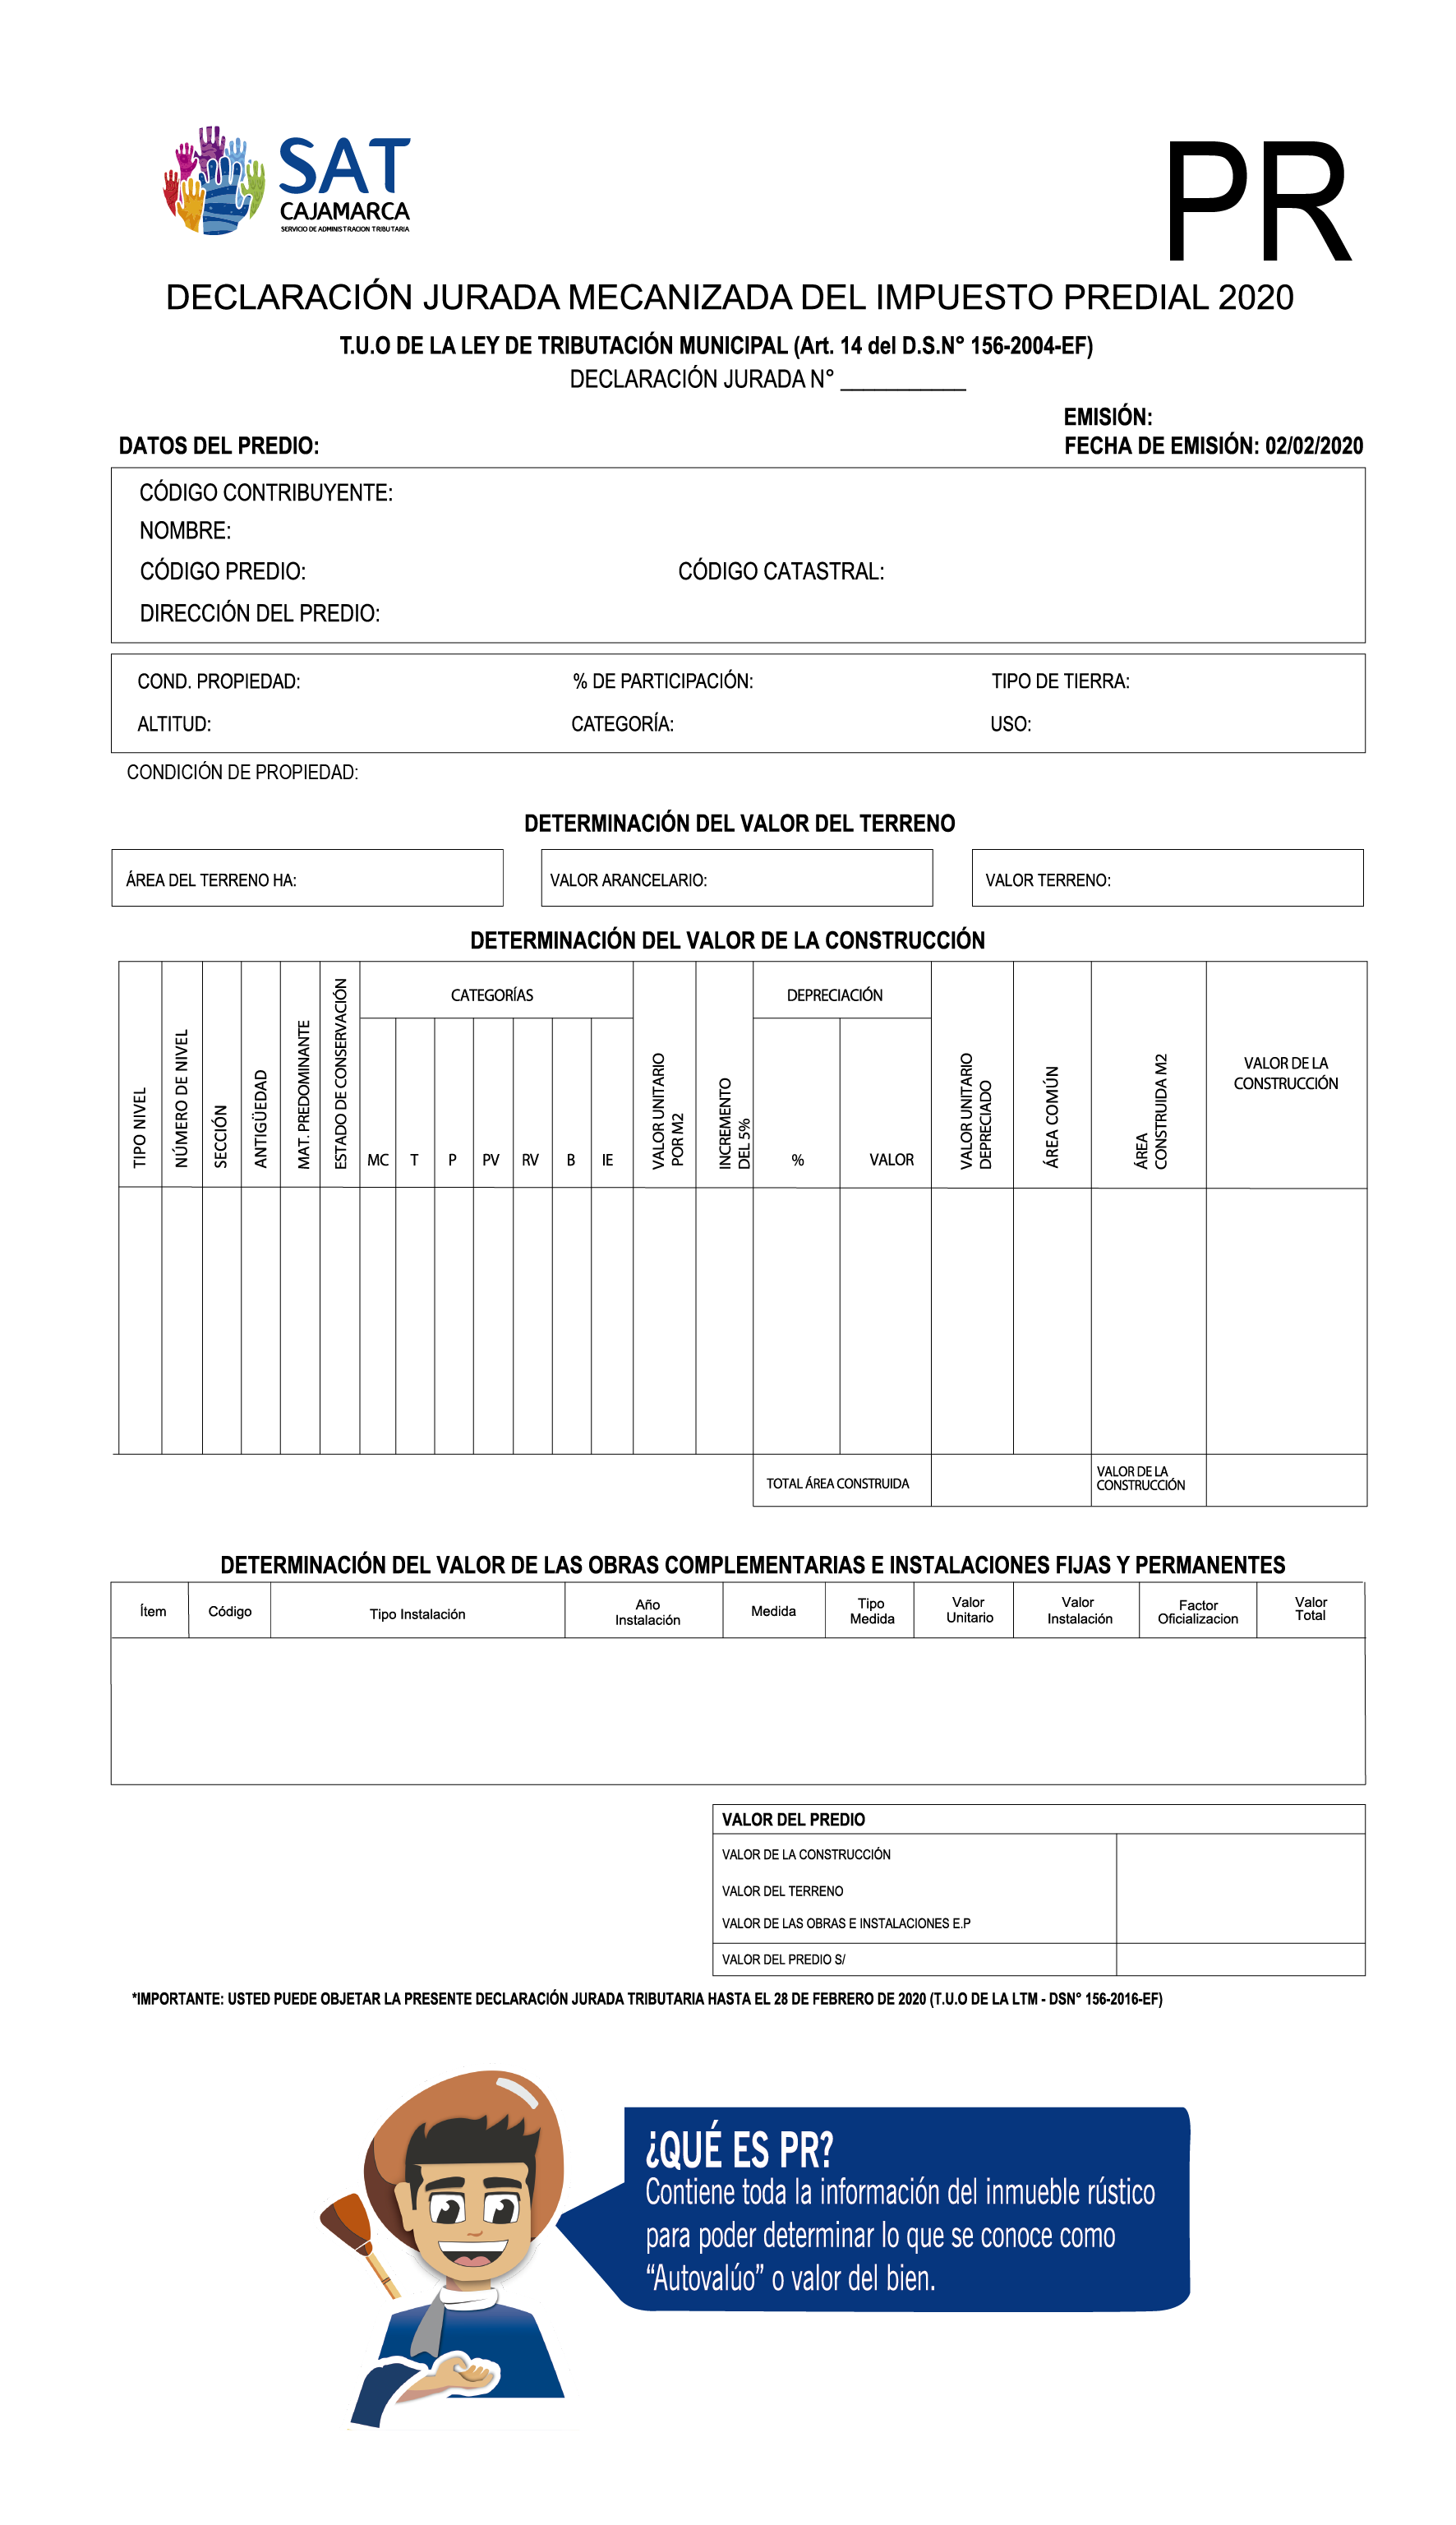 SAT
CAJAMARCA
SERVICIO DE ADMINISTRACION TRIBUTARIA
PR
DECLARACIÓN JURADA MECANIZADA DEL IMPUESTO PREDIAL 2020
T.U.O DE LA LEY DE TRIBUTACIÓN MUNICIPAL (Art. 14 del D.S.N° 156-2004-EF)
DECLARACIÓN JURADA N° _________
EMISIÓN:
DATOS DEL PREDIO: FECHA DE EMISIÓN: 02/02/2020
CÓDIGO CONTRIBUYENTE:
NOMBRE:
CÓDIGO PREDIO: CÓDIGO CATASTRAL:
DIRECCIÓN DEL PREDIO:
COND. PROPIEDAD: % DE PARTICIPACIÓN: TIPO DE TIERRA:
ALTITUD: CATEGORÍA: USO:
CONDICIÓN DE PROPIEDAD:
DETERMINACIÓN DEL VALOR DEL TERRENO
ÁREA DEL TERRENO HA: VALOR ARANCELARIO: VALOR TERRENO:
DETERMINACIÓN DEL VALOR DE LA CONSTRUCCIÓN
TIPO NIVEL
NÚMERO DE NIVEL
SECCIÓN
ANTIGÜEDAD
MAT. PREDOMINANTE
ESTADO DE CONSERVACIÓN
CATEGORÍAS
MC T P PV RV B IE
VALOR UNITARIO
POR M2
INCREMENTO
DEL 5%
DEPRECIACIÓN
% VALOR
VALOR UNITARIO
DEPRECIADO
ÁREA COMÚN
ÁREA
CONSTRUIDA M2
VALOR DE LA
CONSTRUCCIÓN
TOTAL ÁREA CONSTRUIDA
VALOR DE LA
CONSTRUCCIÓN
DETERMINACIÓN DEL VALOR DE LAS OBRAS COMPLEMENTARIAS E INSTALACIONES FIJAS Y PERMANENTES
Ítem
Código
Tipo Instalación
Año
Instalación
Medida
Tipo
Medida
Valor
Unitario
Valor
Instalación
Factor
Oficializacion
Valor
Total
VALOR DEL PREDIO
VALOR DE LA CONSTRUCCIÓN
VALOR DEL TERRENO
VALOR DE LAS OBRAS E INSTALACIONES E.P
VALOR DEL PREDIO S/
*IMPORTANTE: USTED PUEDE OBJETAR LA PRESENTE DECLARACIÓN JURADA TRIBUTARIA HASTA EL 28 DE FEBRERO DE 2020 (T.U.O DE LA LTM - DSN° 156-2016-EF)
¿QUÉ ES PR?
Contiene toda la información del inmueble rústico
para poder determinar lo que se conoce como
“Autovalúo” o valor del bien.